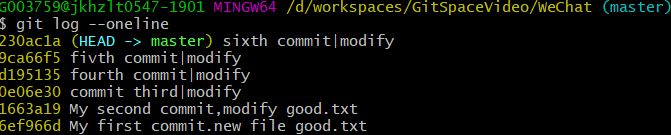 G003759@jkhzlt0547-1901 MINGW64 /d/workspaces/GitSpaceVideo/WeChat (master)
$ git log --oneline
230ac1a (HEAD -> master) sixth commit|modify
9ca66f5 fivth commit|modify
d195135 fourth commit|modify
0e06e30 commit third|modify
1663a19 My second commit,modify good.txt
6ef966d My first commit.new file good.txt